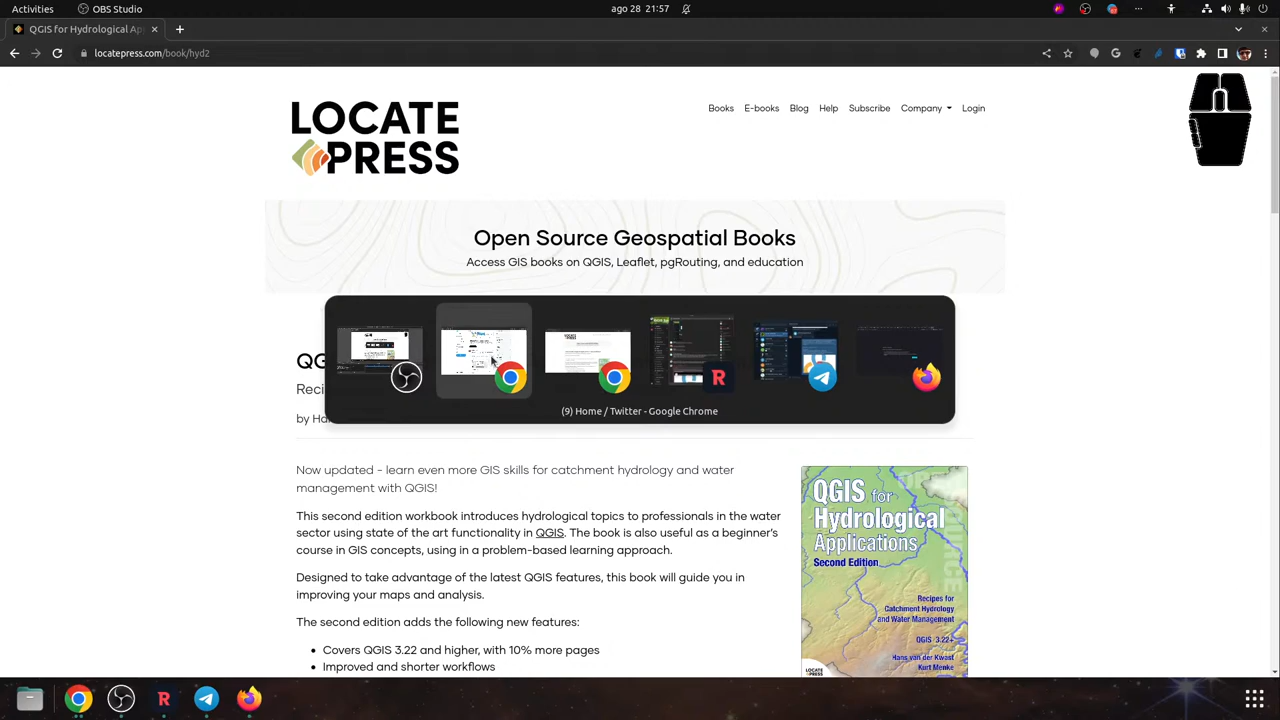 Activities
OBS Studio
ago 28 21:57
QGIS for Hydrological Ap
locatepress.com/book/hyd2
LOCATE
PRESS
Books E-books Blog Help Subscribe Company Login
Open Source Geospatial Books
Access GIS books on QGIS, Leaflet, pgRouting, and education
QG
Reci
by Ha
(9) Home / Twitter - Google Chrome
Now updated - learn even more GIS skills for catchment hydrology and water
management with QGIS!
This second edition workbook introduces hydrological topics to professionals in the water
sector using state of the art functionality in QGIS. The book is also useful as a beginner's
course in GIS concepts, using in a problem-based learning approach.
Designed to take advantage of the latest QGIS features, this book will guide you in
improving your maps and analysis.
The second edition adds the following new features:
• Covers QGIS 3.22 and higher, with 10% more pages
• Improved and shorter workflows
QGIS for
Hydrological
Applications
Second Edition
Recipes for
Catchment Hydrology
and Water Management
QGIS 3.22+
Hans van der Kwast
Kurt Menke
LOCATE
PRESS